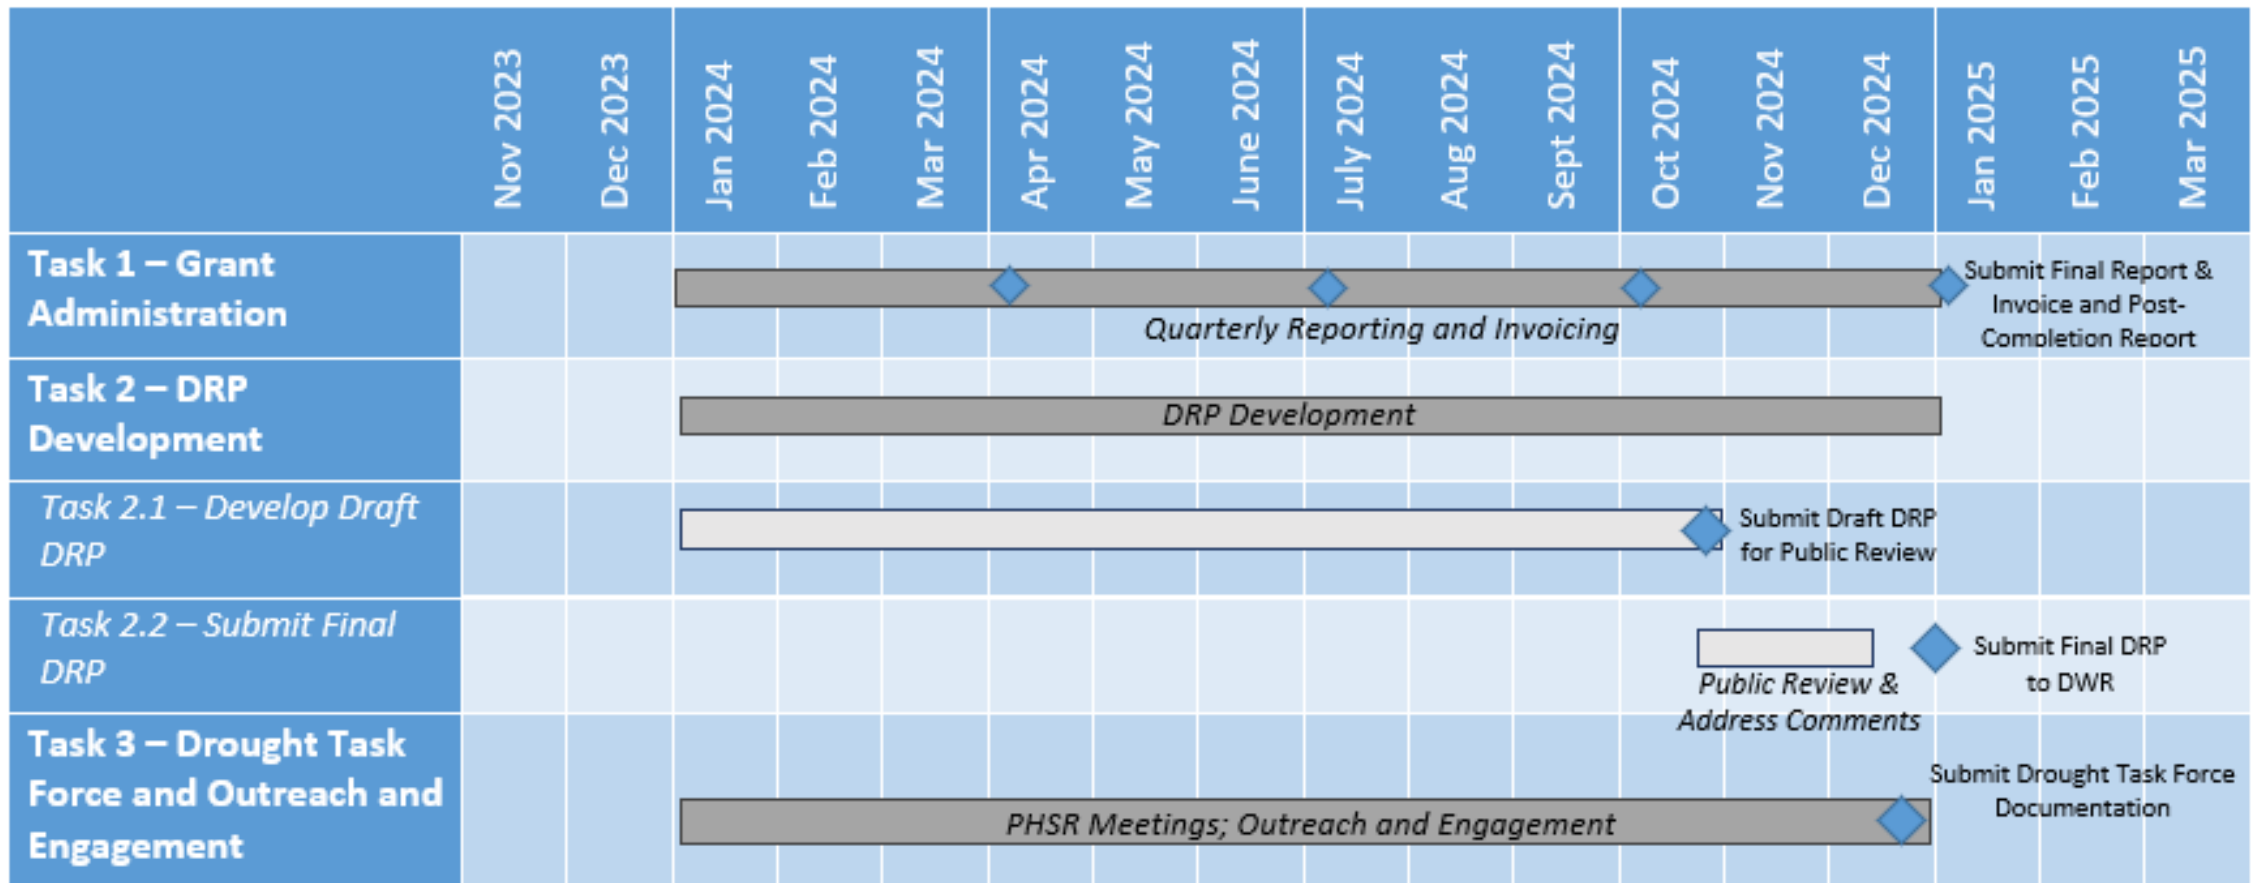 Nov 2023
Dec 2023
Jan 2024
Feb 2024
Mar 2024
Apr 2024
May 2024
June 2024
July 2024
Aug 2024
Sept 2024
Oct 2024
Nov 2024
Dec 2024
Jan 2025
Feb 2025
Mar 2025
Task 1 – Grant
Administration
Quarterly Reporting and Invoicing
Submit Final Report &
Invoice and Post-
Completion Report
Task 2 – DRP
Development
DRP Development
Task 2.1 – Develop Draft
DRP
Submit Draft DRP
for Public Review
Task 2.2 – Submit Final
DRP
Public Review &
Address Comments
Submit Final DRP
to DWR
Task 3 – Drought Task
Force and Outreach and
Engagement
PHSR Meetings; Outreach and Engagement
Submit Drought Task Force
Documentation